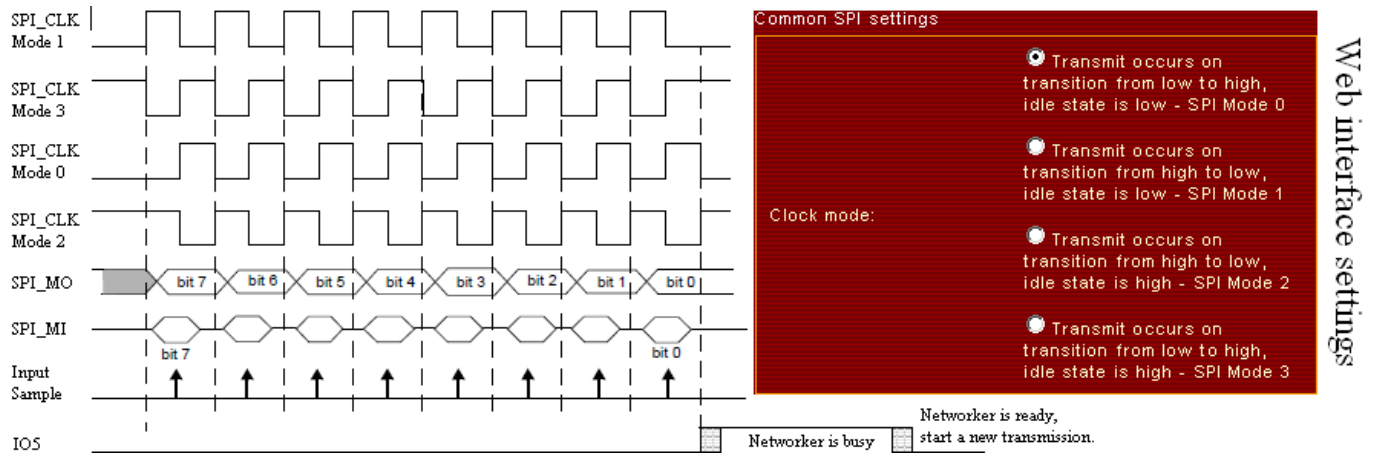 SPI_CLK
Mode 1
SPI_CLK
Mode 3
SPI_CLK
Mode 0
SPI_CLK
Mode 2
SPI_MO
bit 7 bit 6 bit 5 bit 4 bit 3 bit 2 bit 1 bit 0
SPI_MI
bit 7 bit 0
Input
Sample
IO5
Networker is busy
Networker is ready,
start a new transmission.
Common SPI settings
Clock mode:
Transmit occurs on
transition from low to high,
idle state is low - SPI Mode 0
Transmit occurs on
transition from high to low,
idle state is low - SPI Mode 1
Transmit occurs on
transition from high to low,
idle state is high - SPI Mode 2
Transmit occurs on
transition from low to high,
idle state is high - SPI Mode 3
Web interface settings